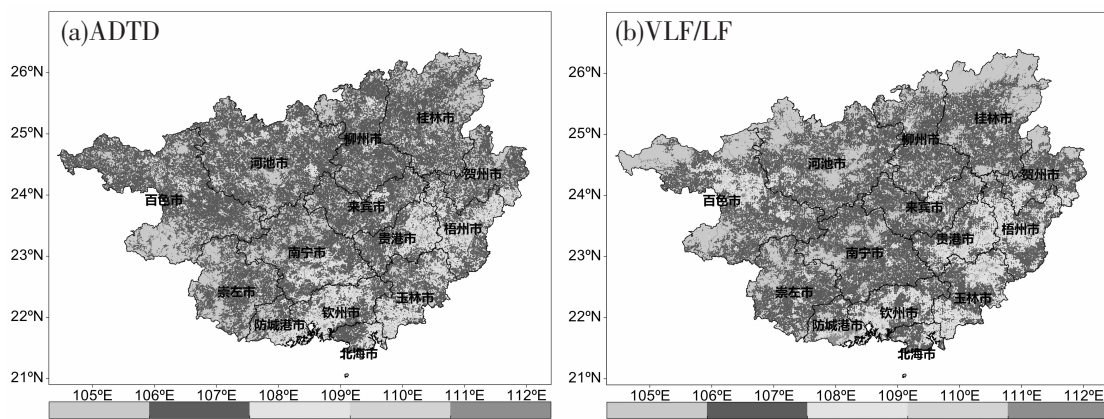 (a)ADTD
26°N
25°N
24°N
23°N
22°N
21°N
桂林市
柳州市
河池市
贺州市
百色市
来宾市
梧州市
贵港市
南宁市
崇左市
玉林市
钦州市
防城港市
北海市
105°E 106°E 107°E 108°E 109°E 110°E 111°E 112°E
(b)VLF/LF
26°N
25°N
24°N
23°N
22°N
21°N
桂林市
柳州市
河池市
贺州市
百色市
来宾市
梧州市
贵港市
南宁市
崇左市
玉林市
钦州市
防城港市
北海市
105°E 106°E 107°E 108°E 109°E 110°E 111°E 112°E